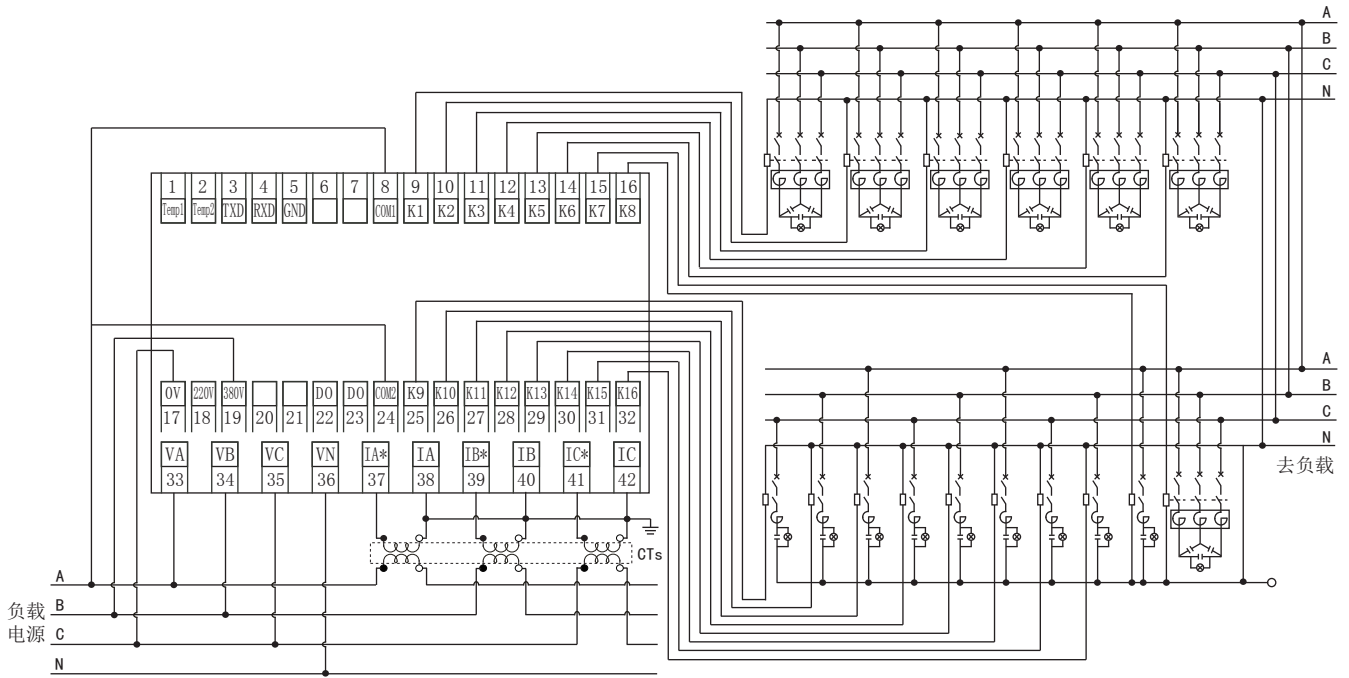 A
B
C
N
1 2 3 4 5 6 7 8 9 10 11 12 13 14 15 16
Temp1 Temp2 TXD RXD GND COM1 K1 K2 K3 K4 K5 K6 K7 K8
A
B
C
N
去负载
0V 220V 380V DO DO COM2 K9 K10 K11 K12 K13 K14 K15 K16
17 18 19 20 21 22 23 24 25 26 27 28 29 30 31 32
VA VB VC VN IA* IA IB* IB IC* IC
33 34 35 36 37 38 39 40 41 42
CTs
负载
电源
A
B
C
N